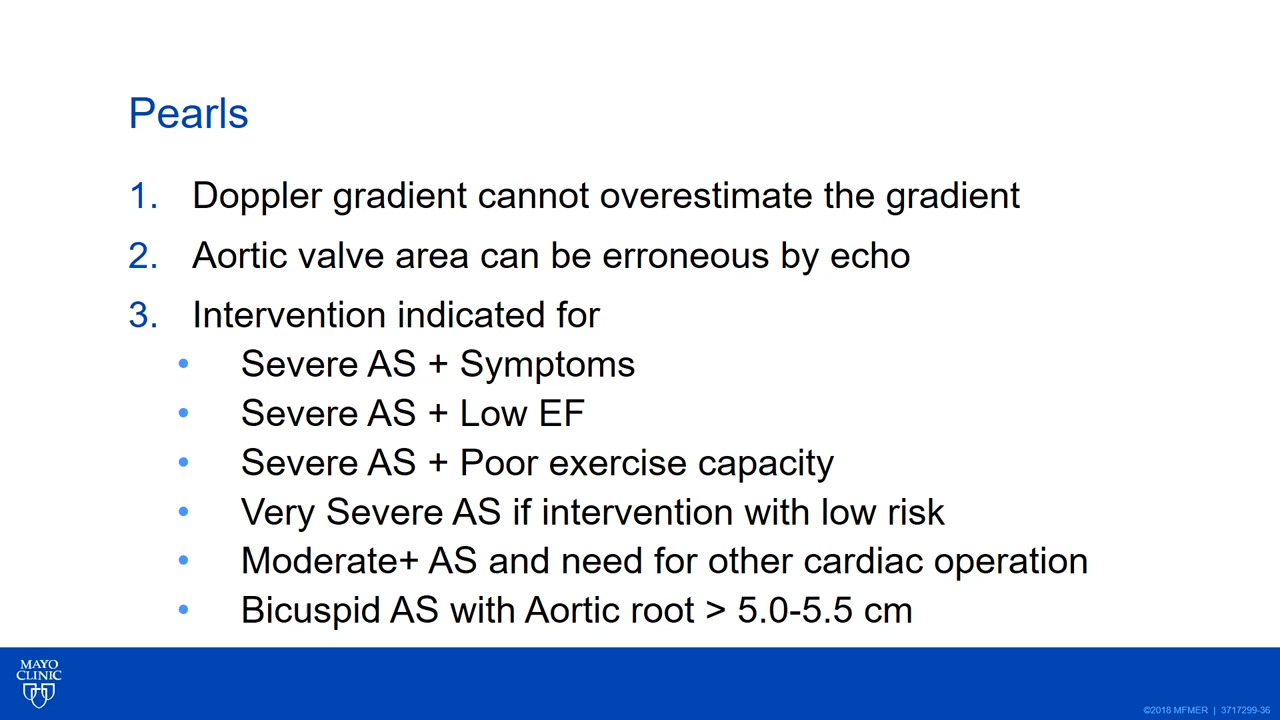 Pearls
1. Doppler gradient cannot overestimate the gradient
2. Aortic valve area can be erroneous by echo
3. Intervention indicated for
• Severe AS + Symptoms
• Severe AS + Low EF
• Severe AS + Poor exercise capacity
• Very Severe AS if intervention with low risk
• Moderate+ AS and need for other cardiac operation
• Bicuspid AS with Aortic root > 5.0-5.5 cm
MAYO
CLINIC
©2018 MFMER | 3717299-36